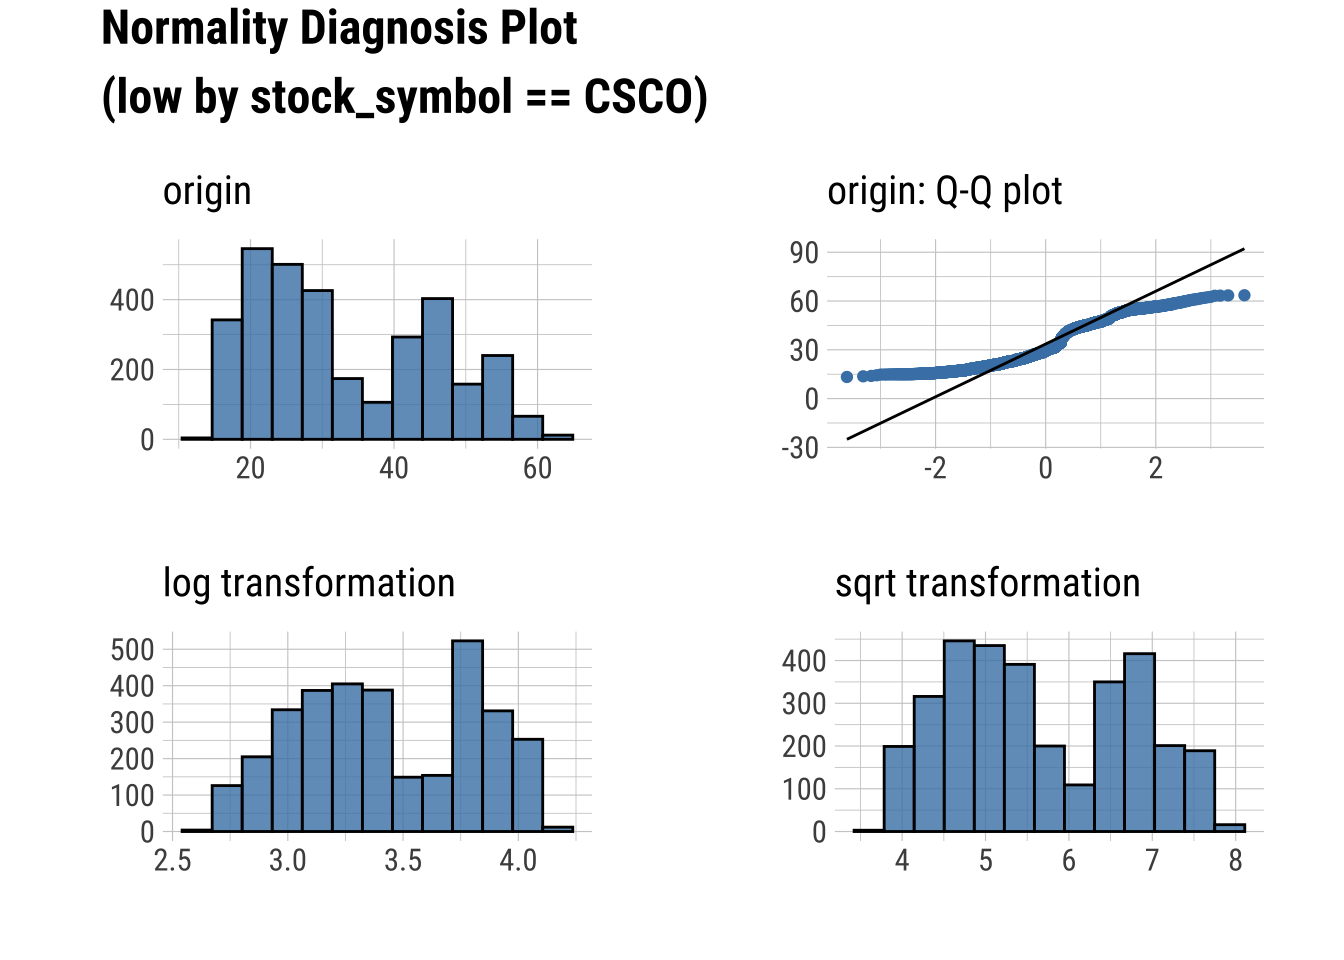 Normality Diagnosis Plot
(low by stock_symbol == CSCO)
origin
400
200
0
20 40 60
origin: Q-Q plot
90
60
30
0
-30
-2 0 2
log transformation
500
400
300
200
100
0
2.5 3.0 3.5 4.0
sqrt transformation
400
300
200
100
0
4 5 6 7 8